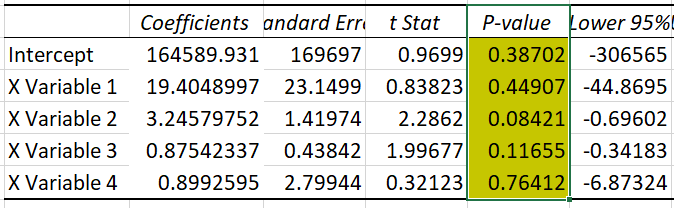 Coefficients andard Erro t Stat P-value Lower 95%
Intercept 164589.931 169697 0.9699 0.38702 -306565
X Variable 1 19.4048997 23.1499 0.83823 0.44907 -44.8695
X Variable 2 3.24579752 1.41974 2.2862 0.08421 -0.69602
X Variable 3 0.87542337 0.43842 1.99677 0.11655 -0.34183
X Variable 4 0.8992595 2.79944 0.32123 0.76412 -6.87324